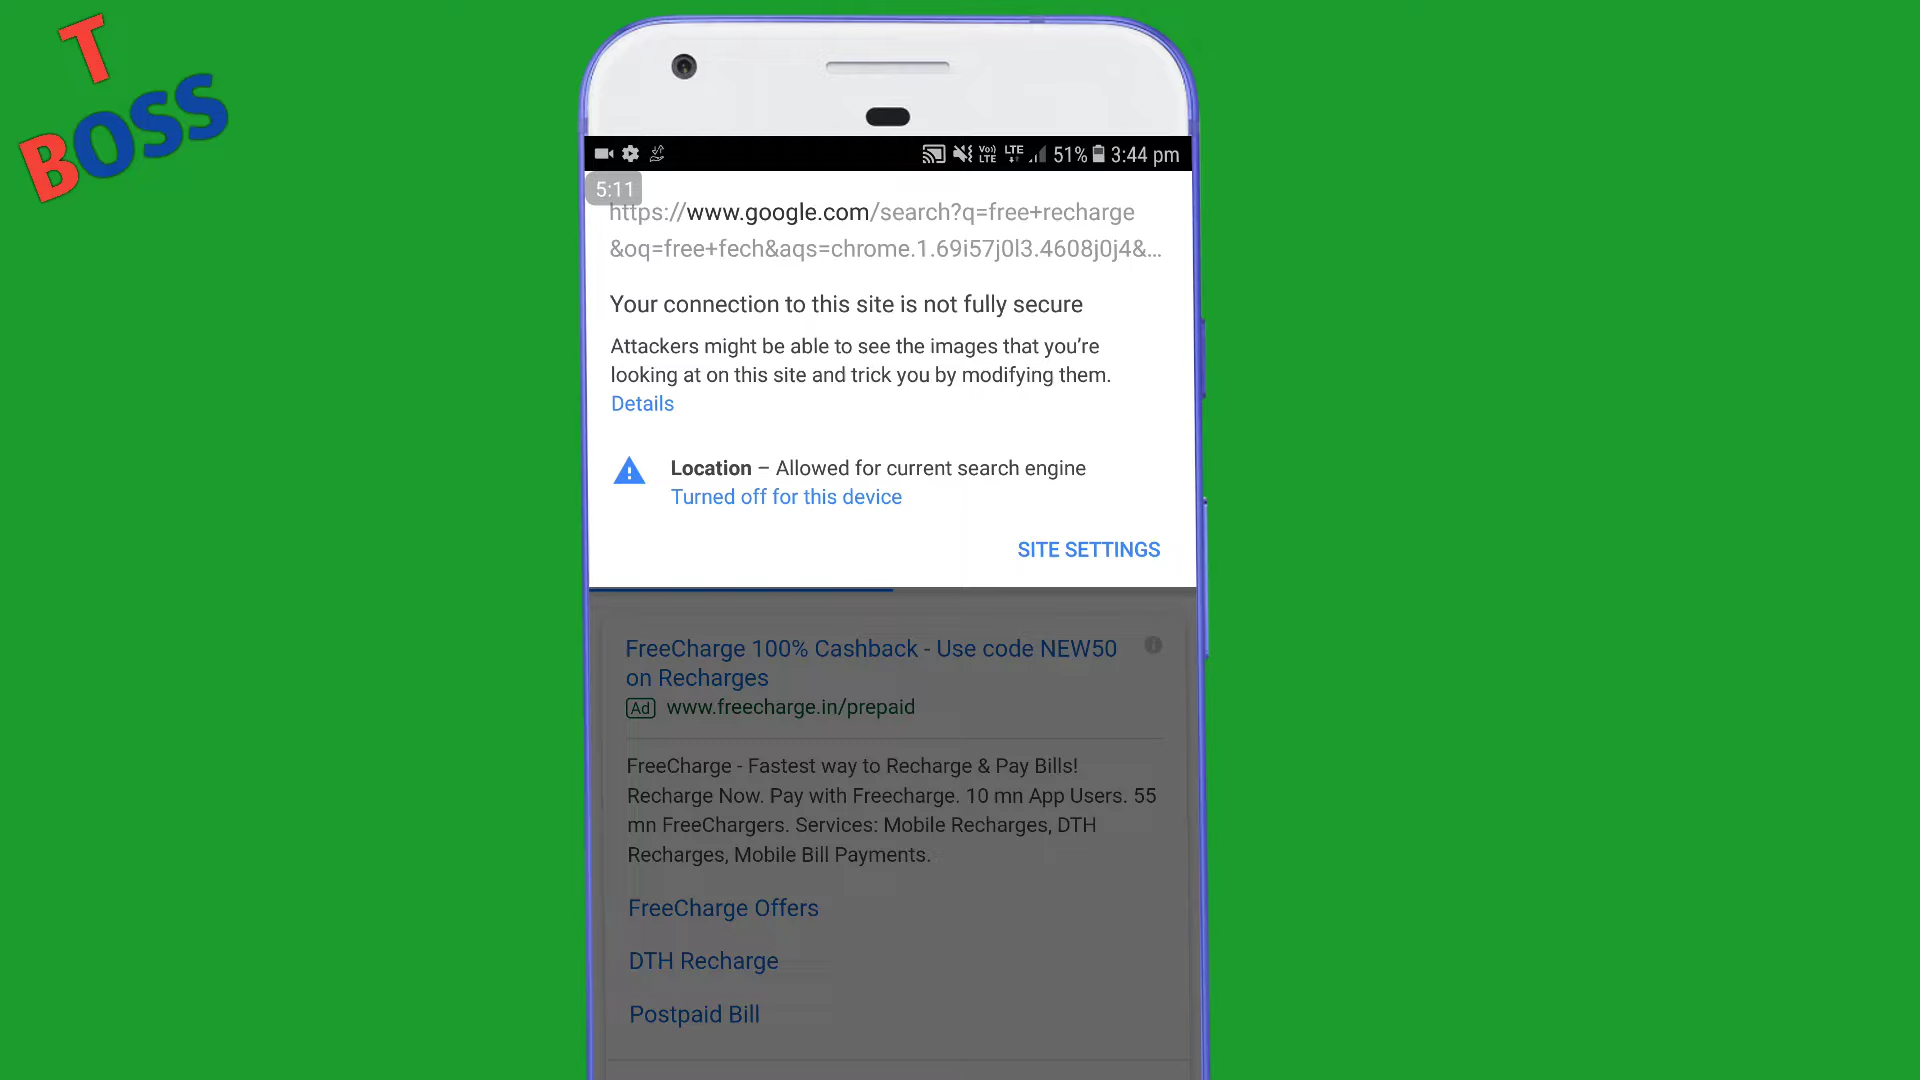 T
BOSS
Vo) LTE LTE 51% 3:44 pm
5:11
https://www.google.com/search?q=free+recharge
&oq=free+fech&aqs=chrome.1.69i57j0l3.4608j0j4&...
Your connection to this site is not fully secure
Attackers might be able to see the images that you're
looking at on this site and trick you by modifying them.
Details
Location – Allowed for current search engine
Turned off for this device
SITE SETTINGS
FreeCharge 100% Cashback - Use code NEW50
on Recharges
Ad www.freecharge.in/prepaid
FreeCharge - Fastest way to Recharge & Pay Bills!
Recharge Now. Pay with Freecharge. 10 mn App Users. 55
mn FreeChargers. Services: Mobile Recharges, DTH
Recharges, Mobile Bill Payments.
FreeCharge Offers
DTH Recharge
Postpaid Bill